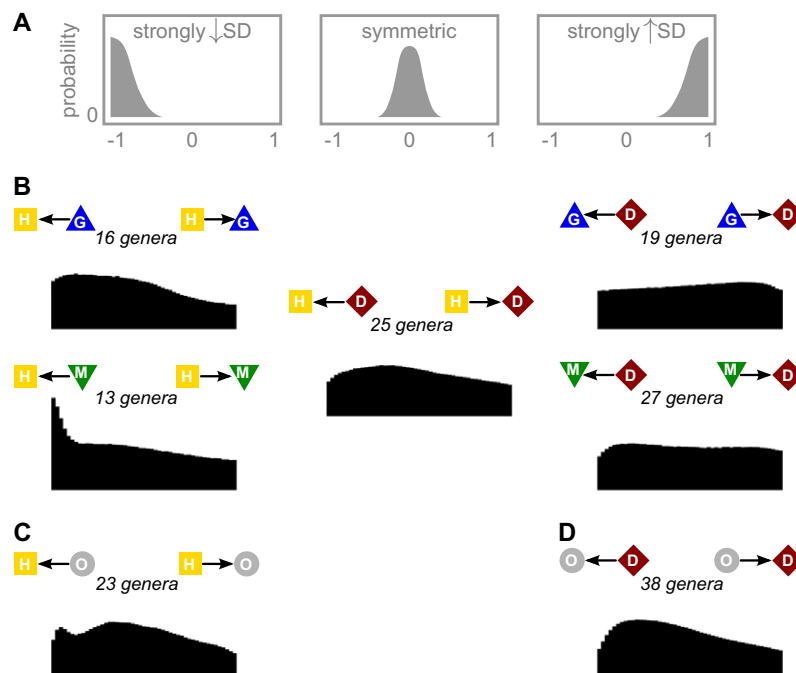 A
strongly ↓SD
symmetric
strongly ↑SD
probability
0
-1 0 1
-1 0 1
-1 0 1
B
H G H G
16 genera
G D G D
19 genera
H D H D
25 genera
H M H M
13 genera
M D M D
27 genera
C
H O H O
23 genera
D
O D O D
38 genera